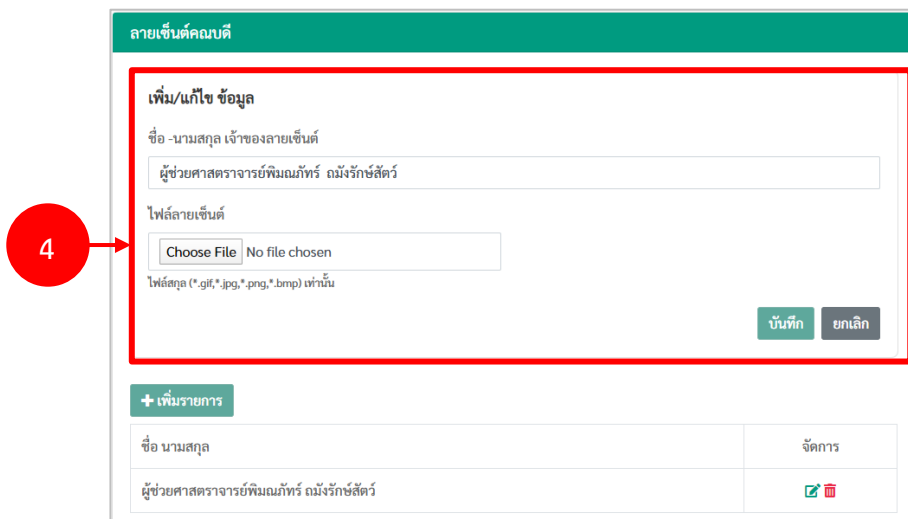 ลายเซ็นต์คณบดี
เพิ่ม/แก้ไข ข้อมูล
ชื่อ -นามสกุล เจ้าของลายเซ็นต์
ผู้ช่วยศาสตราจารย์พิมณภัทร์ ถมังรักษ์สัตว์
ไฟล์ลายเซ็นต์
4
Choose File No file chosen
ไฟล์สกุล (*.gif,*.jpg,*.png,*.bmp) เท่านั้น
บันทึก ยกเลิก
+ เพิ่มรายการ
ชื่อ นามสกุล จัดการ
ผู้ช่วยศาสตราจารย์พิมณภัทร์ ถมังรักษ์สัตว์